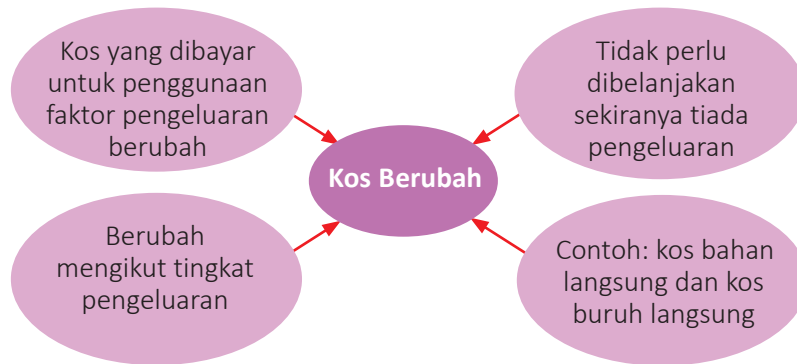 Kos yang dibayar
untuk penggunaan
faktor pengeluaran
berubah
Tidak perlu
dibelanjakan
sekiranya tiada
pengeluaran
Kos Berubah
Berubah
mengikut tingkat
pengeluaran
Contoh: kos bahan
langsung dan kos
buruh langsung